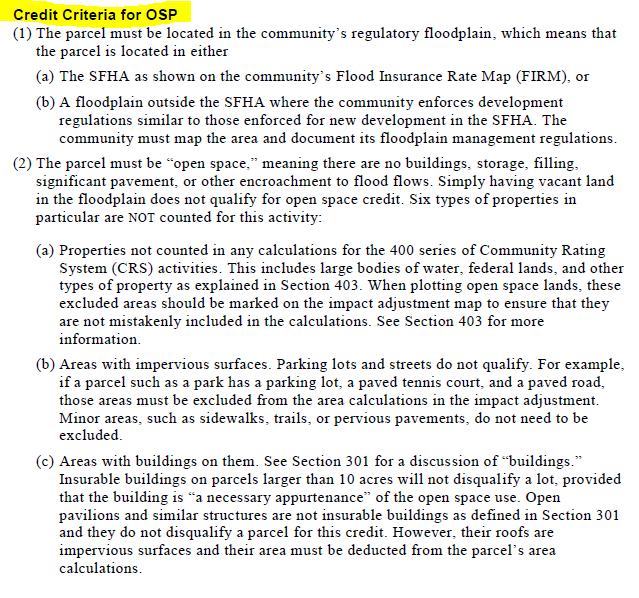 Credit Criteria for OSP
(1) The parcel must be located in the community's regulatory floodplain, which means that
the parcel is located in either
(a) The SFHA as shown on the community's Flood Insurance Rate Map (FIRM), or
(b) A floodplain outside the SFHA where the community enforces development
regulations similar to those enforced for new development in the SFHA. The
community must map the area and document its floodplain management regulations.
(2) The parcel must be “open space,” meaning there are no buildings, storage, filling,
significant pavement, or other encroachment to flood flows. Simply having vacant land
in the floodplain does not qualify for open space credit. Six types of properties in
particular are NOT counted for this activity:
(a) Properties not counted in any calculations for the 400 series of Community Rating
System (CRS) activities. This includes large bodies of water, federal lands, and other
types of property as explained in Section 403. When plotting open space lands, these
excluded areas should be marked on the impact adjustment map to ensure that they
are not mistakenly included in the calculations. See Section 403 for more
information.
(b) Areas with impervious surfaces. Parking lots and streets do not qualify. For example,
if a parcel such as a park has a parking lot, a paved tennis court, and a paved road,
those areas must be excluded from the area calculations in the impact adjustment.
Minor areas, such as sidewalks, trails, or pervious pavements, do not need to be
excluded.
(c) Areas with buildings on them. See Section 301 for a discussion of “buildings.”
Insurable buildings on parcels larger than 10 acres will not disqualify a lot, provided
that the building is “a necessary appurtenance” of the open space use. Open
pavilions and similar structures are not insurable buildings as defined in Section 301
and they do not disqualify a parcel for this credit. However, their roofs are
impervious surfaces and their area must be deducted from the parcel's area
calculations.